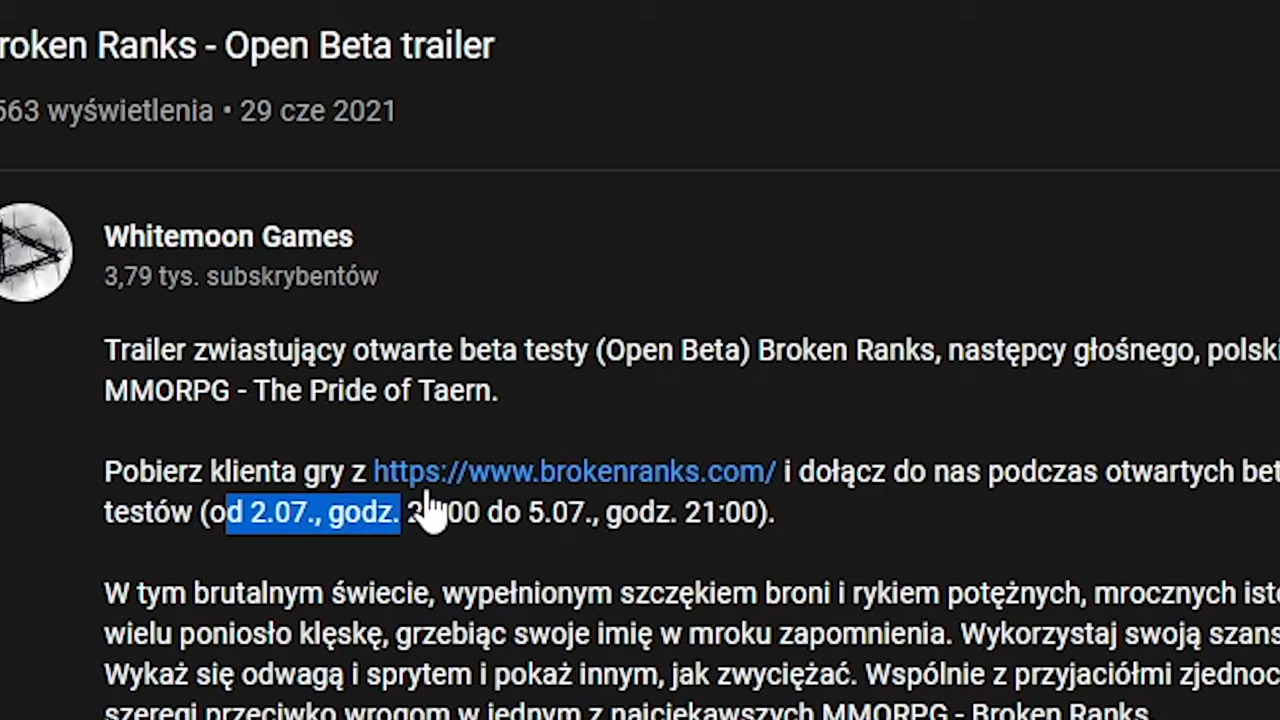 roken Ranks - Open Beta trailer
563 wyświetlenia • 29 cze 2021
Whitemoon Games
3,79 tys. subskrybentów
Trailer zwiastujący otwarte beta testy (Open Beta) Broken Ranks, następcy głośnego, polski
MMORPG - The Pride of Taern.
Pobierz klienta gry z https://www.brokenranks.com/ i dołącz do nas podczas otwartych bet
testów (od 2.07., godz. do 5.07., godz. 21:00).
W tym brutalnym świecie, wypełnionym szczękiem broni i rykiem potężnych, mrocznych isto
wielu poniosło klęskę, grzebiąc swoje imię w mroku zapomnienia. Wykorzystaj swoją szans
Wykaż się odwagą i sprytem i pokaż innym, jak zwyciężać. Wspólnie z przyjaciółmi zjednoc
szeregi przeciwko wrogom w jednym z najciekawszych MMORPG - Broken Ranks